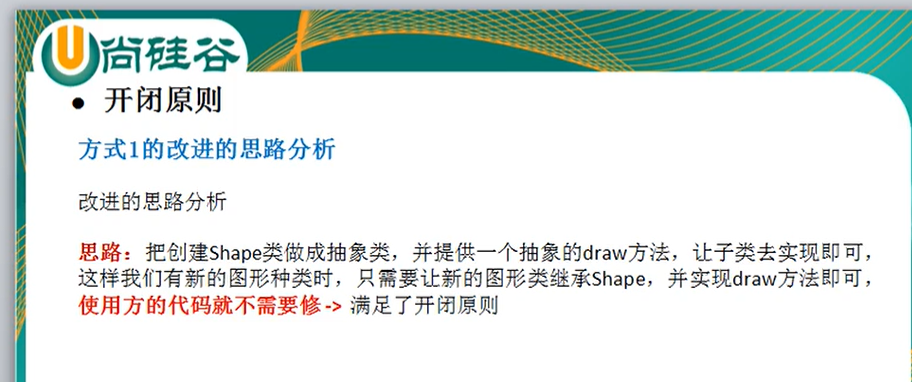 尚硅谷
• 开闭原则
方式1的改进的思路分析
改进的思路分析
思路：把创建Shape类做成抽象类，并提供一个抽象的draw方法，让子类去实现即可，
这样我们有新的图形种类时，只需要让新的图形类继承Shape，并实现draw方法即可，
使用方的代码就不需要修 -> 满足了开闭原则